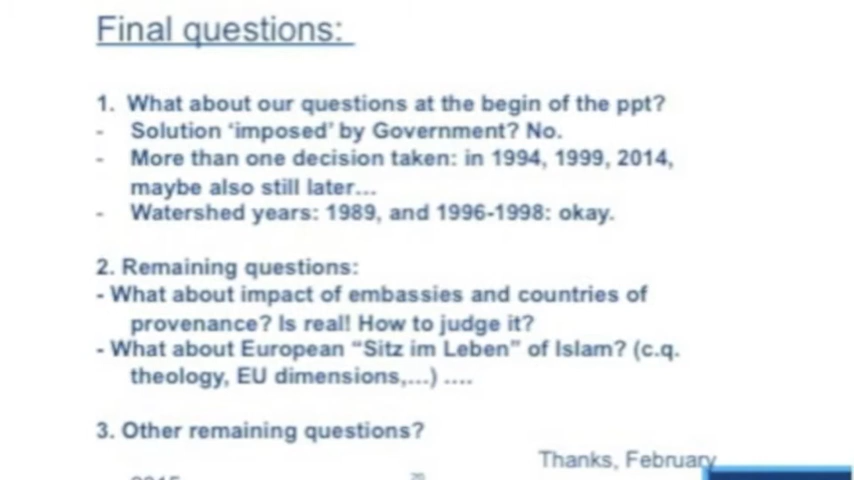 Final questions:
1. What about our questions at the begin of the ppt?
- Solution ‘imposed’ by Government? No.
- More than one decision taken: in 1994, 1999, 2014,
maybe also still later...
- Watershed years: 1989, and 1996-1998: okay.
2. Remaining questions:
- What about impact of embassies and countries of
provenance? Is real! How to judge it?
- What about European “Sitz im Leben” of Islam? (c.q.
theology, EU dimensions,...) ....
3. Other remaining questions?
Thanks, February